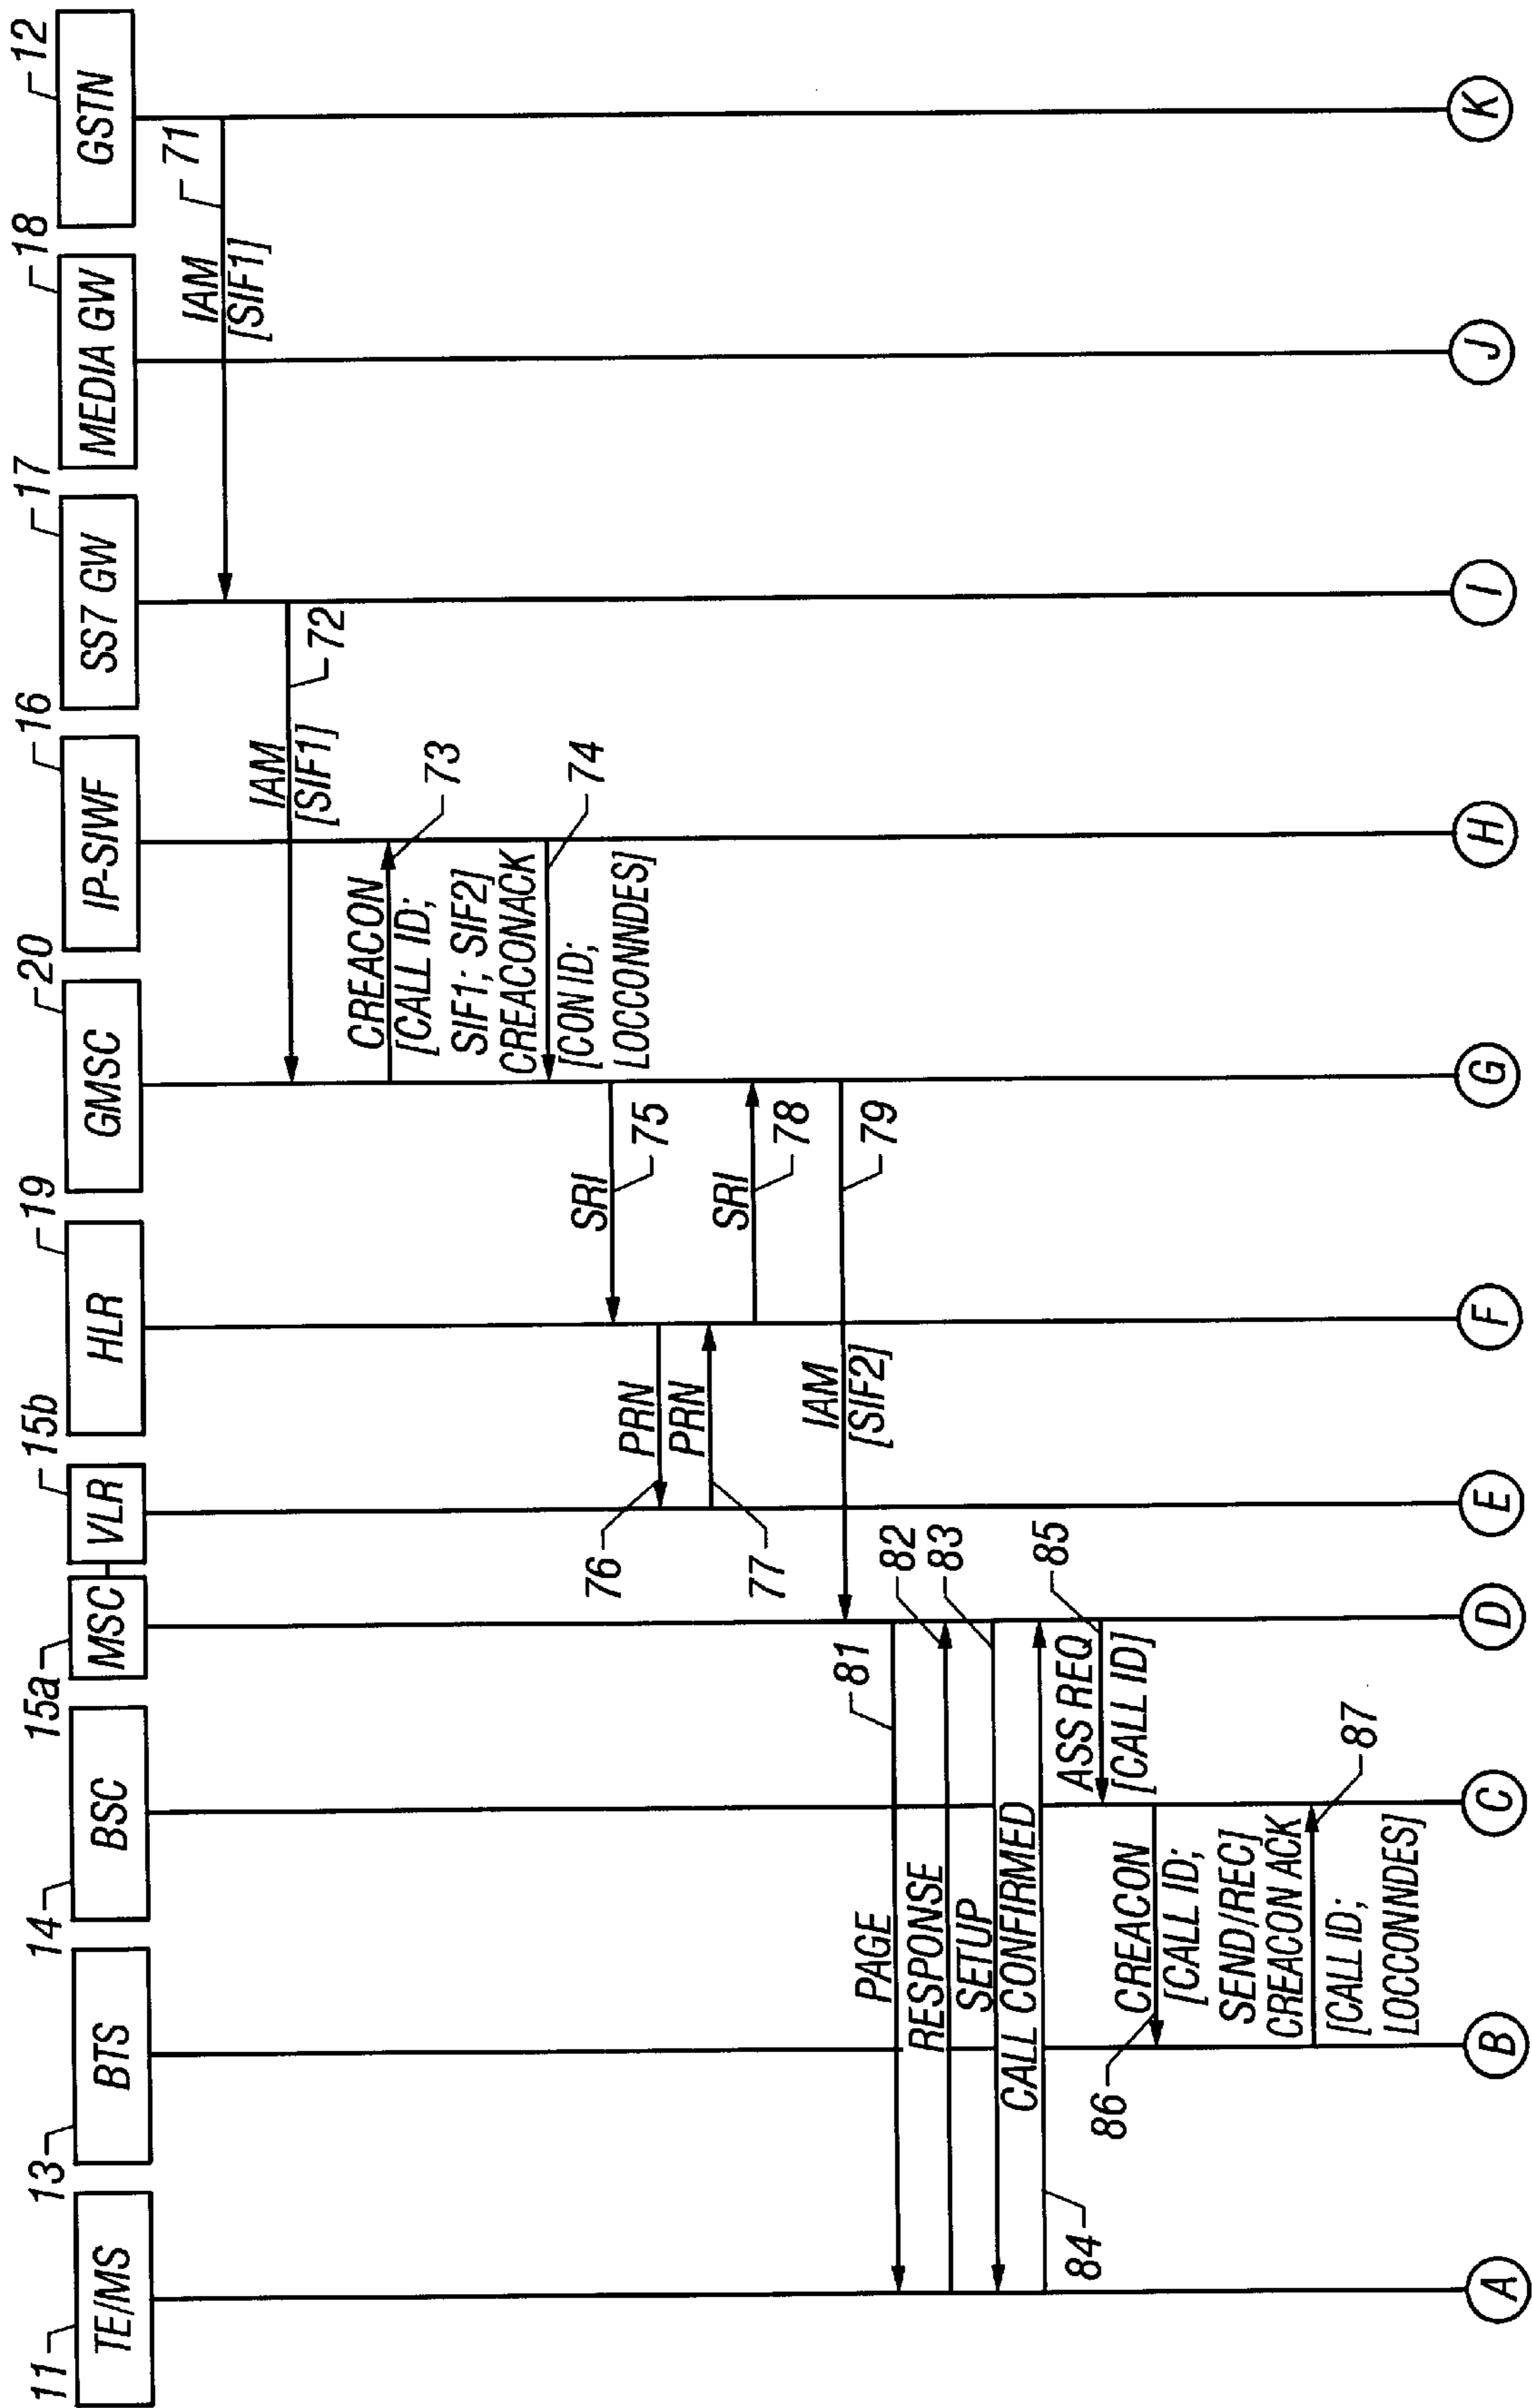 11
TE/MS
13
BTS
14
BSC
15a
MSC
15b
VLR
19
HLR
20
GMSC
16
IP-SIWF
17
SS7 GW
18
MEDIA GW
12
GSTN
IAM
[SIF1]
71
IAM
[SIF1]
72
CREACON
[CALL ID;
SIF1; SIF2]
73
CREACONACK
[CON ID;
LOCCONNDES]
74
SRI
75
76
PRN
PRN
77
SRI
78
IAM
[SIF2]
79
PAGE
81
RESPONSE
82
SETUP
83
CALL CONFIRMED
84
ASS REQ
[CALL ID]
85
86
CREACON
[CALL ID;
SEND/REC]
CREACON ACK
[CALL ID;
LOCCONNDES]
87
A
B
C
D
E
F
G
H
I
J
K